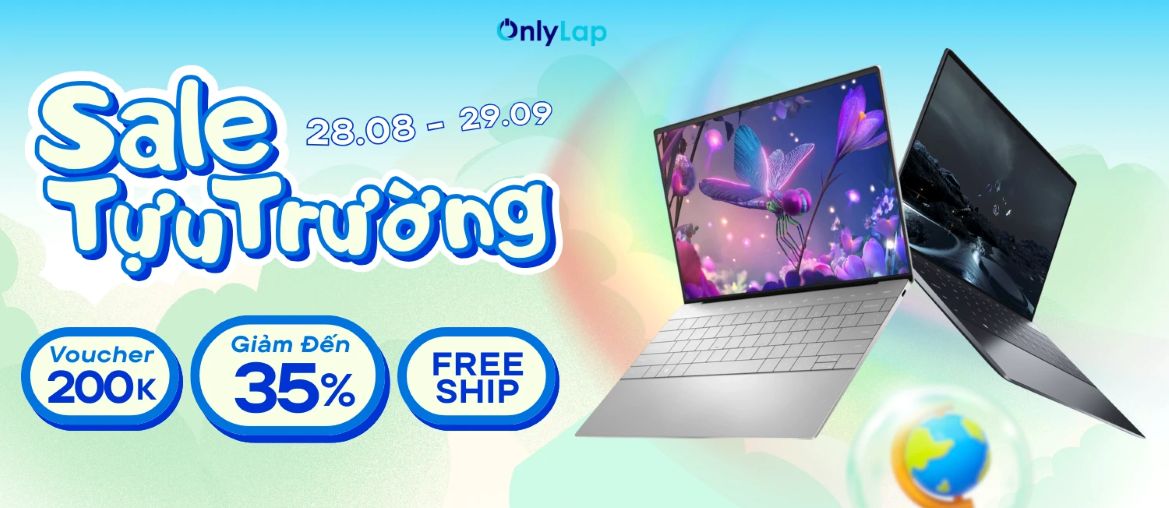 OnlyLap
Sale
28.08 - 29.09
Tựu Trường
Voucher
200K
Giảm Đến
35%
FREE
SHIP